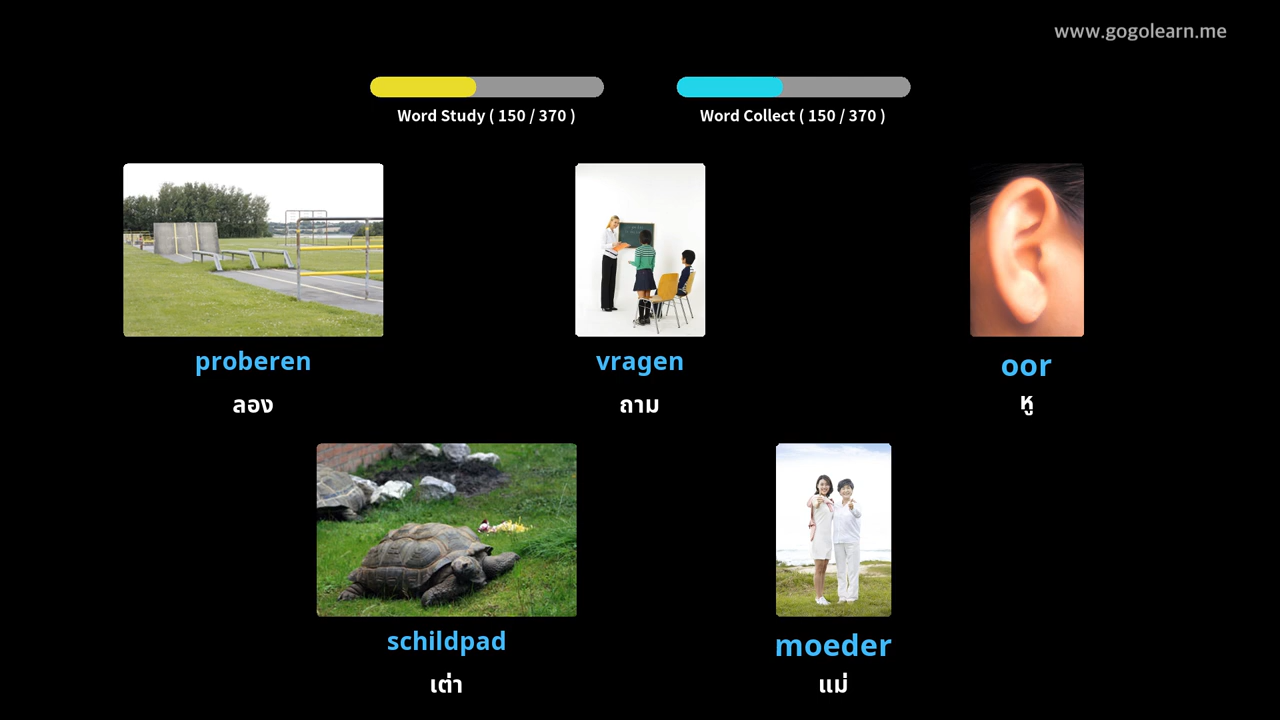 www.gogolearn.me
Word Study ( 150 / 370 )
Word Collect ( 150 / 370 )
proberen
ลอง
vragen
ถาม
oor
หู
schildpad
เต่า
moeder
แม่